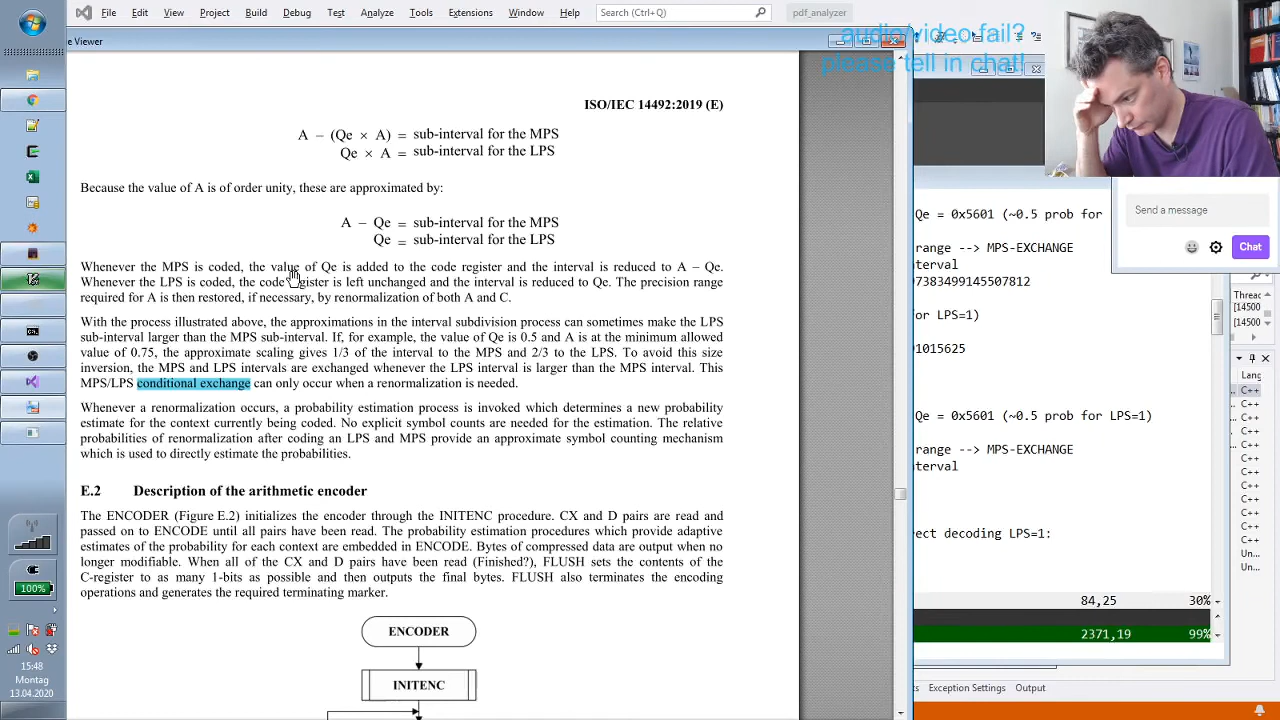 File Edit View Project Build Debug Test Analyze Tools Extensions Window Help Search (Ctrl+Q) pdf_analyzer
audio/video fail?
please tell in chat!
e Viewer
ISO/IEC 14492:2019 (E)
A − (Qe × A) = sub-interval for the MPS
Qe × A = sub-interval for the LPS
Because the value of A is of order unity, these are approximated by:
A − Qe = sub-interval for the MPS
Qe = sub-interval for the LPS
Whenever the MPS is coded, the value of Qe is added to the code register and the interval is reduced to A − Qe.
Whenever the LPS is coded, the code register is left unchanged and the interval is reduced to Qe. The precision range
required for A is then restored, if necessary, by renormalization of both A and C.
With the process illustrated above, the approximations in the interval subdivision process can sometimes make the LPS
sub-interval larger than the MPS sub-interval. If, for example, the value of Qe is 0.5 and A is at the minimum allowed
value of 0.75, the approximate scaling gives 1/3 of the interval to the MPS and 2/3 to the LPS. To avoid this size
inversion, the MPS and LPS intervals are exchanged whenever the LPS interval is larger than the MPS interval. This
MPS/LPS conditional exchange can only occur when a renormalization is needed.
Whenever a renormalization occurs, a probability estimation process is invoked which determines a new probability
estimate for the context currently being coded. No explicit symbol counts are needed for the estimation. The relative
probabilities of renormalization after coding an LPS and MPS provide an approximate symbol counting mechanism
which is used to directly estimate the probabilities.
E.2 Description of the arithmetic encoder
The ENCODER (Figure E.2) initializes the encoder through the INITENC procedure. CX and D pairs are read and
passed on to ENCODE until all pairs have been read. The probability estimation procedures which provide adaptive
estimates of the probability for each context are embedded in ENCODE. Bytes of compressed data are output when no
longer modifiable. When all of the CX and D pairs have been read (Finished?), FLUSH sets the contents of the
C-register to as many 1-bits as possible and then outputs the final bytes. FLUSH also terminates the encoding
operations and generates the required terminating marker.
ENCODER
INITENC
Send a message
Chat
Qe = 0x5601 (~0.5 prob for
range --> MPS-EXCHANGE
nterval
0738349914550​7812
or LPS=1)
91015625
Qe = 0x5601 (~0.5 prob for LPS=1)
range --> MPS-EXCHANGE
nterval
ect decoding LPS=1:
84,25 30%
2371,19 99%
Threac
[14500
[14500
Lang
C++
C++
C++
C++
C++
C++
C++
C++
C++
C++
C++
C++
Un...
Un...
s Exception Settings Output
100%
15:48
Montag
13.04.2020